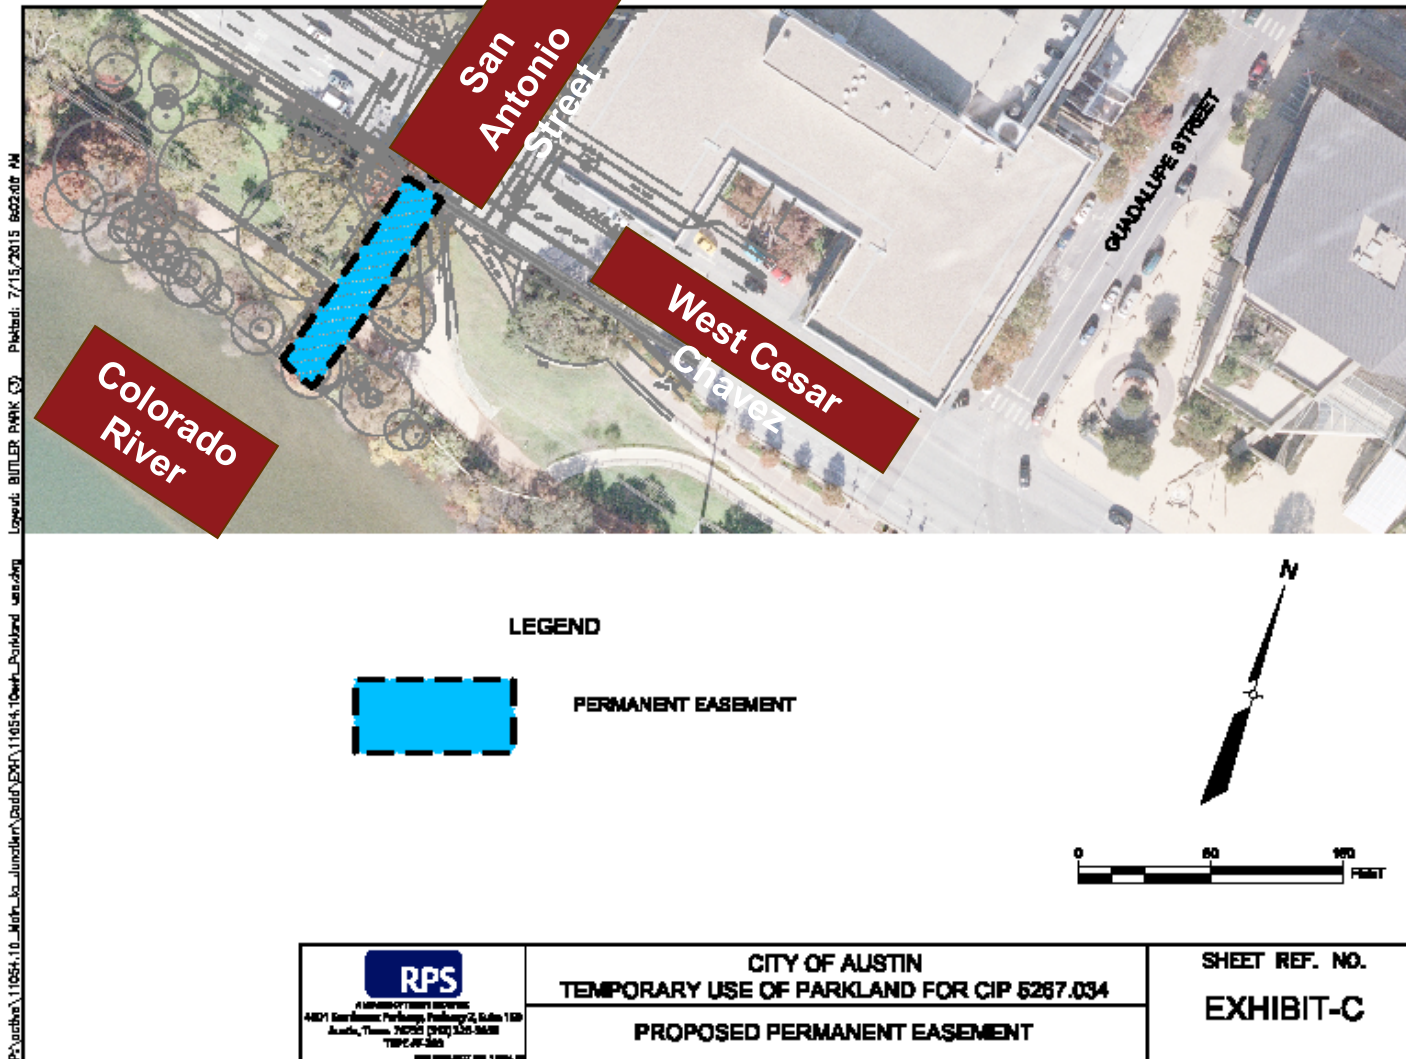 San
Antonio
Street
GUADALUPE STREET
West Cesar
Chavez
Colorado
River
Plotted: 7/15/2015
Layout: BUTLER PARK (3)
N
LEGEND
PERMANENT EASEMENT
0
FEET
RPS
CITY OF AUSTIN
TEMPORARY USE OF PARKLAND FOR CIP 5267.034
PROPOSED PERMANENT EASEMENT
SHEET REF. NO.
EXHIBIT-C